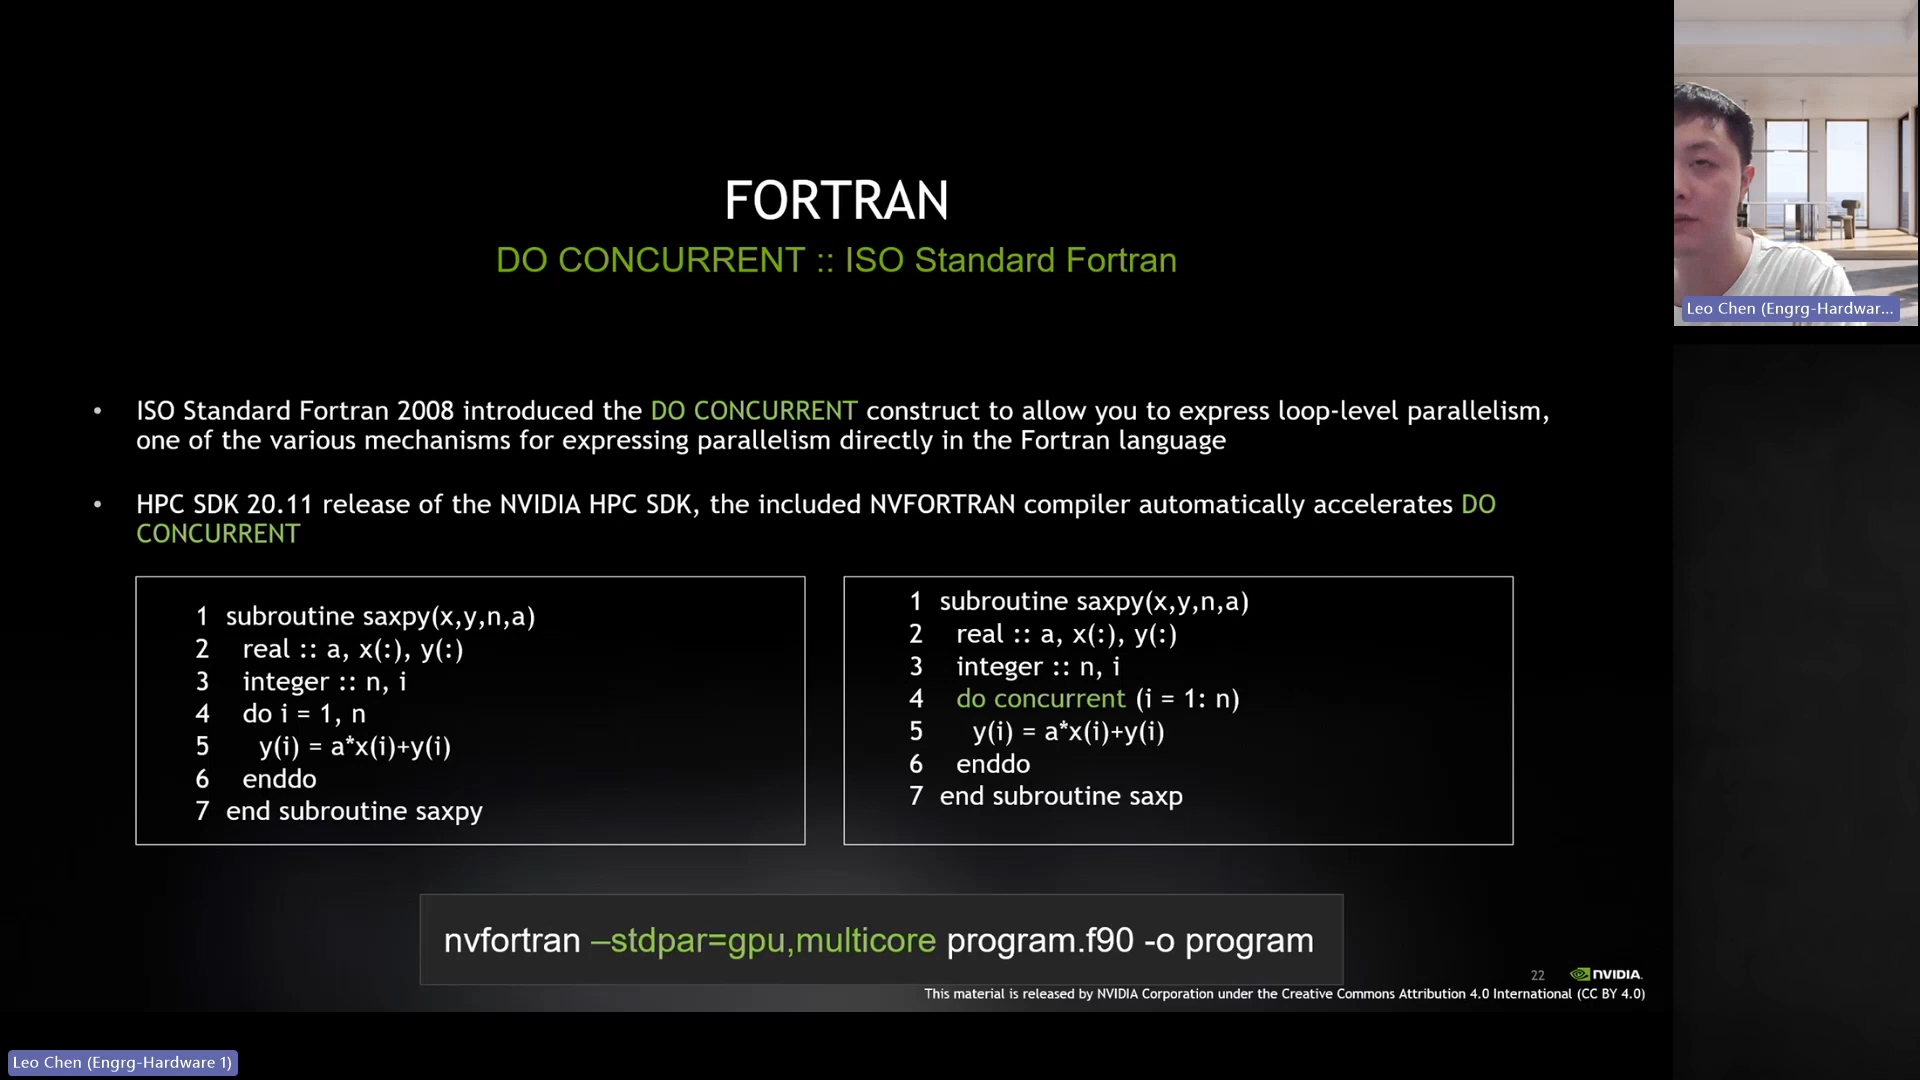 FORTRAN
DO CONCURRENT :: ISO Standard Fortran
Leo Chen (Engrg-Hardwar...
• ISO Standard Fortran 2008 introduced the DO CONCURRENT construct to allow you to express loop-level parallelism,
one of the various mechanisms for expressing parallelism directly in the Fortran language
• HPC SDK 20.11 release of the NVIDIA HPC SDK, the included NVFORTRAN compiler automatically accelerates DO
CONCURRENT
1 subroutine saxpy(x,y,n,a)
2 real :: a, x(:), y(:)
3 integer :: n, i
4 do i = 1, n
5 y(i) = a*x(i)+y(i)
6 enddo
7 end subroutine saxpy
1 subroutine saxpy(x,y,n,a)
2 real :: a, x(:), y(:)
3 integer :: n, i
4 do concurrent (i = 1: n)
5 y(i) = a*x(i)+y(i)
6 enddo
7 end subroutine saxp
nvfortran –stdpar=gpu,multicore program.f90 -o program
22
NVIDIA.
This material is released by NVIDIA Corporation under the Creative Commons Attribution 4.0 International (CC BY 4.0)
Leo Chen (Engrg-Hardware 1)